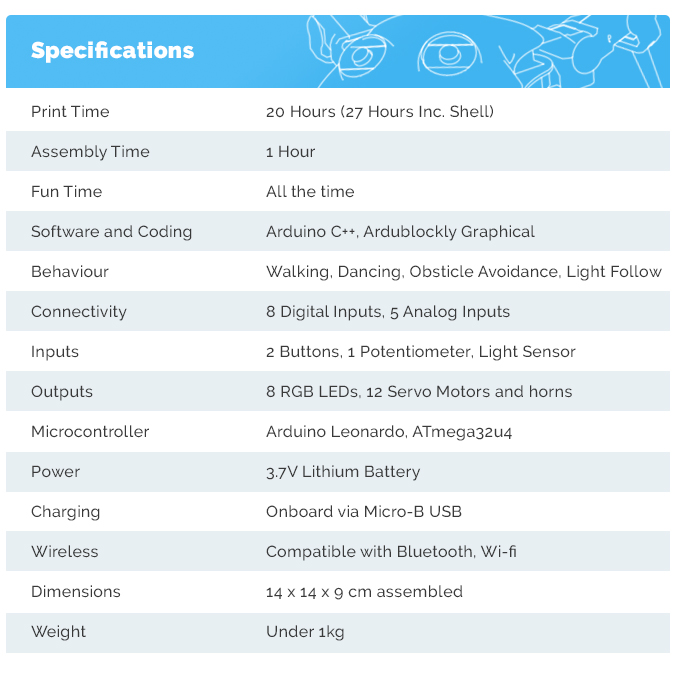 Specifications
Print Time 20 Hours (27 Hours Inc. Shell)
Assembly Time 1 Hour
Fun Time All the time
Software and Coding Arduino C++, Ardublockly Graphical
Behaviour Walking, Dancing, Obsticle Avoidance, Light Follow
Connectivity 8 Digital Inputs, 5 Analog Inputs
Inputs 2 Buttons, 1 Potentiometer, Light Sensor
Outputs 8 RGB LEDs, 12 Servo Motors and horns
Microcontroller Arduino Leonardo, ATmega32u4
Power 3.7V Lithium Battery
Charging Onboard via Micro-B USB
Wireless Compatible with Bluetooth, Wi-fi
Dimensions 14 x 14 x 9 cm assembled
Weight Under 1kg